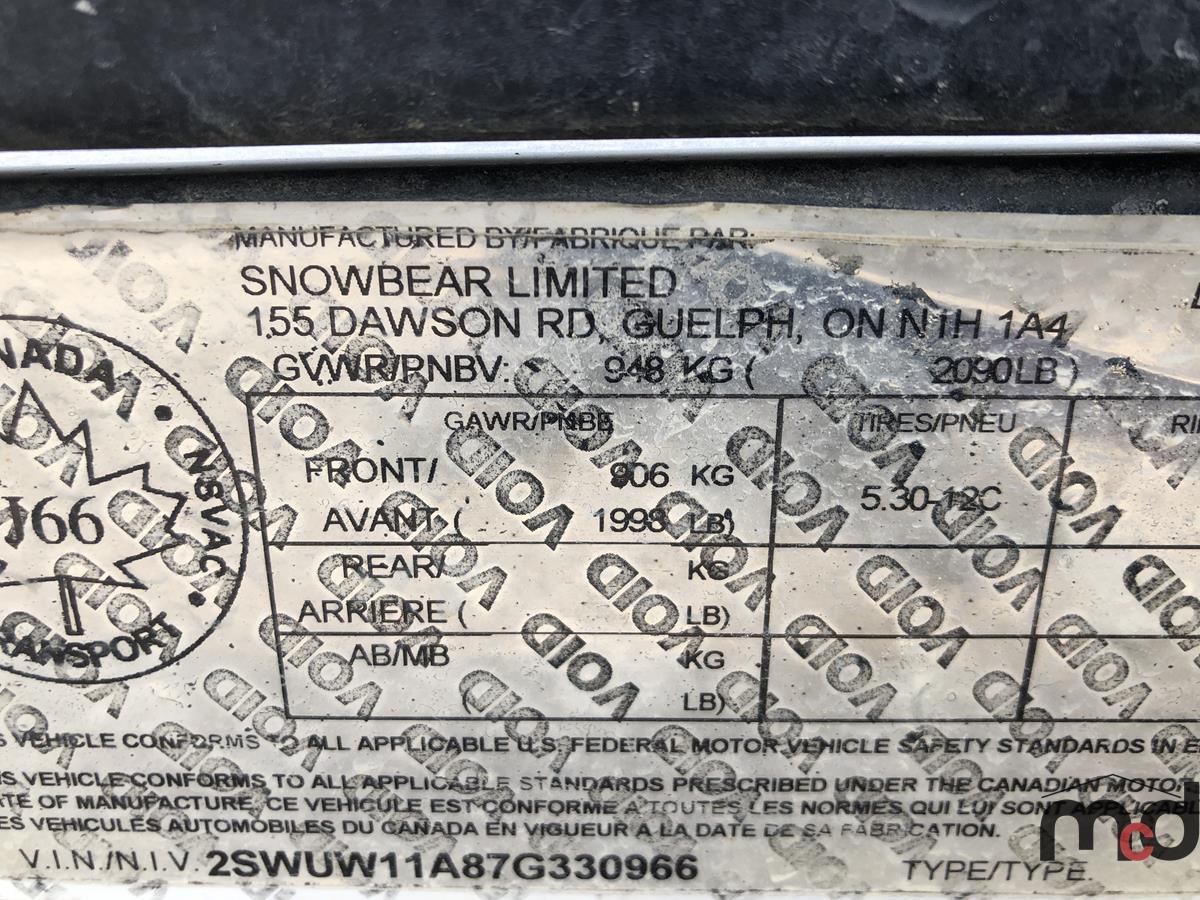 MANUFACTURED BY/FABRIQUE PAR:
SNOWBEAR LIMITED
155 DAWSON RD, GUELPH, ON N1H 1A4
GVWR/PNBV: 948 KG ( 2090LB )
GAWR/PNBE TIRES/PNEU
FRONT/ 906 KG 5.30-12C
AVANT ( 1998 LB)
REAR/ KG
ARRIERE ( LB)
AB/MB KG
( LB)
NSVAC
J66
VEHICLE CONFORMS TO ALL APPLICABLE U.S. FEDERAL MOTOR VEHICLE SAFETY STANDARDS IN
VEHICLE CONFORMS TO ALL APPLICABLE STANDARDS PRESCRIBED UNDER THE CANADIAN MOTOR
OF MANUFACTURE, CE VEHICULE EST CONFORME A TOUTES LES NORMES QUI LUI SONT
VEHICULES AUTOMOBILES DU CANADA EN VIGUEUR A LA DATE DE SA FABRICATION.
V.I.N./N.I.V. 2SWUW11A87G330966 TYPE/TYPE.
VOID
mcd